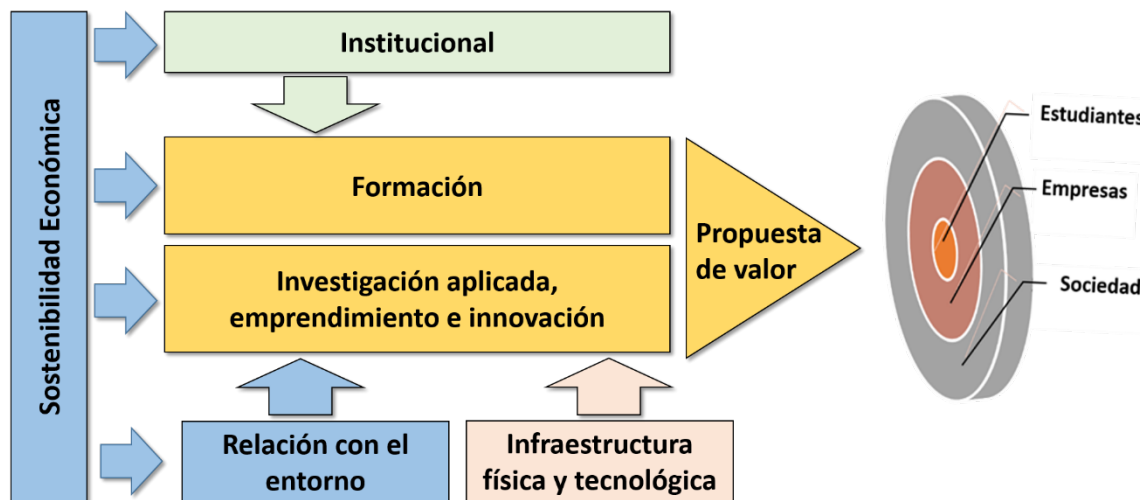 Sostenibilidad Económica
Institucional
Formación
Investigación aplicada,
emprendimiento e innovación
Relación con el
entorno
Infraestructura
física y tecnológica
Propuesta
de valor
Estudiantes
Empresas
Sociedad